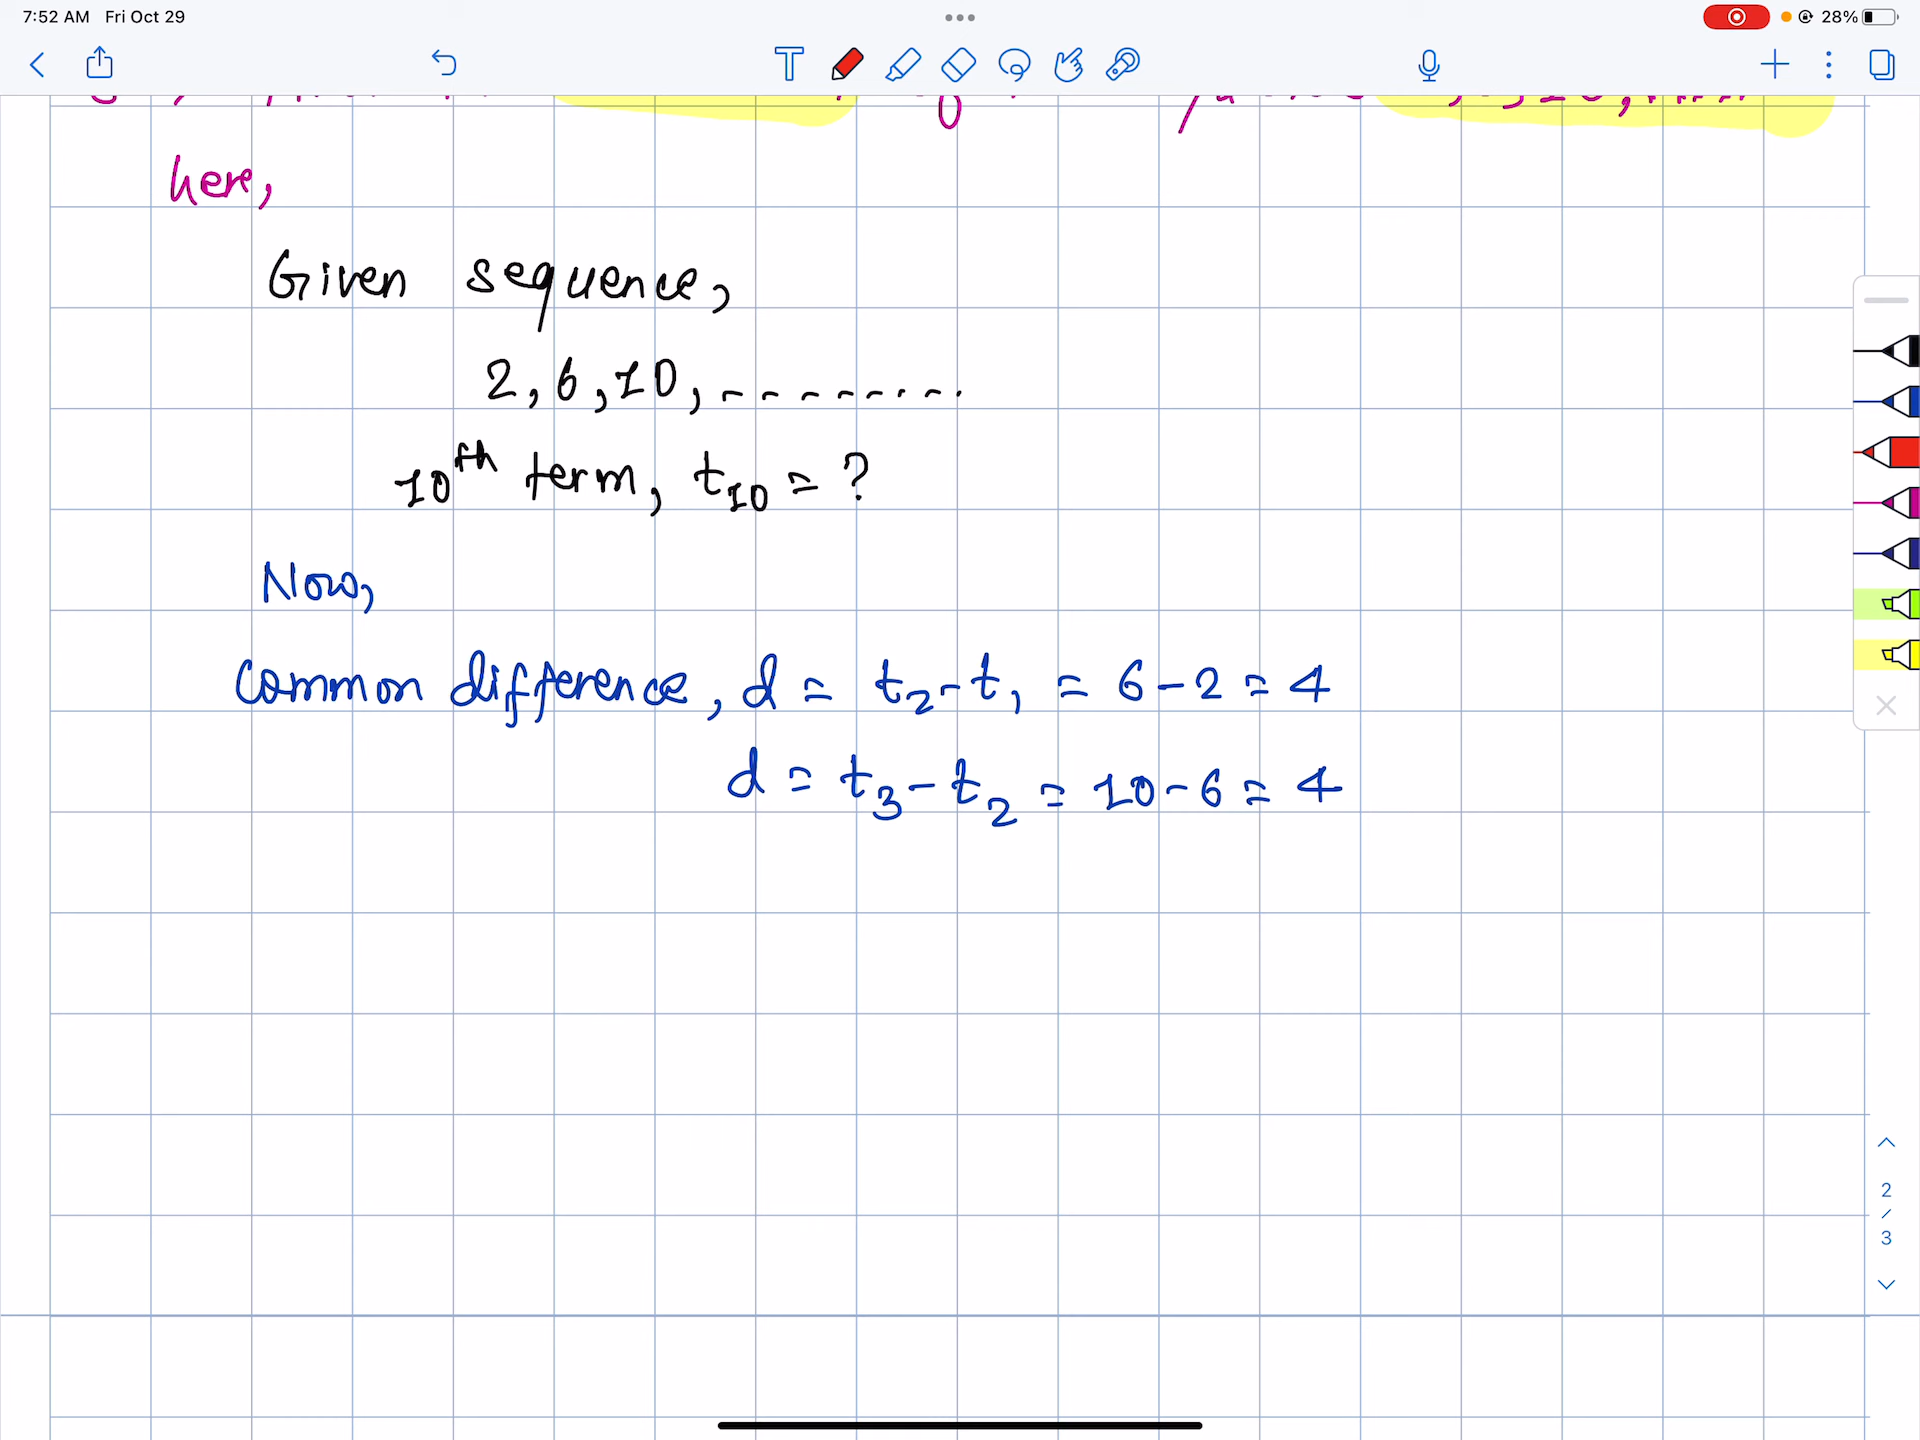 7:52 AM Fri Oct 29
28%
here,
Given sequence,
2, 6, 10, - - - - - - - - .
10th term, t10 = ?
Now,
Common difference, d = t2 - t1 = 6 - 2 = 4
d = t3 - t2 = 10 - 6 = 4
2
/
3